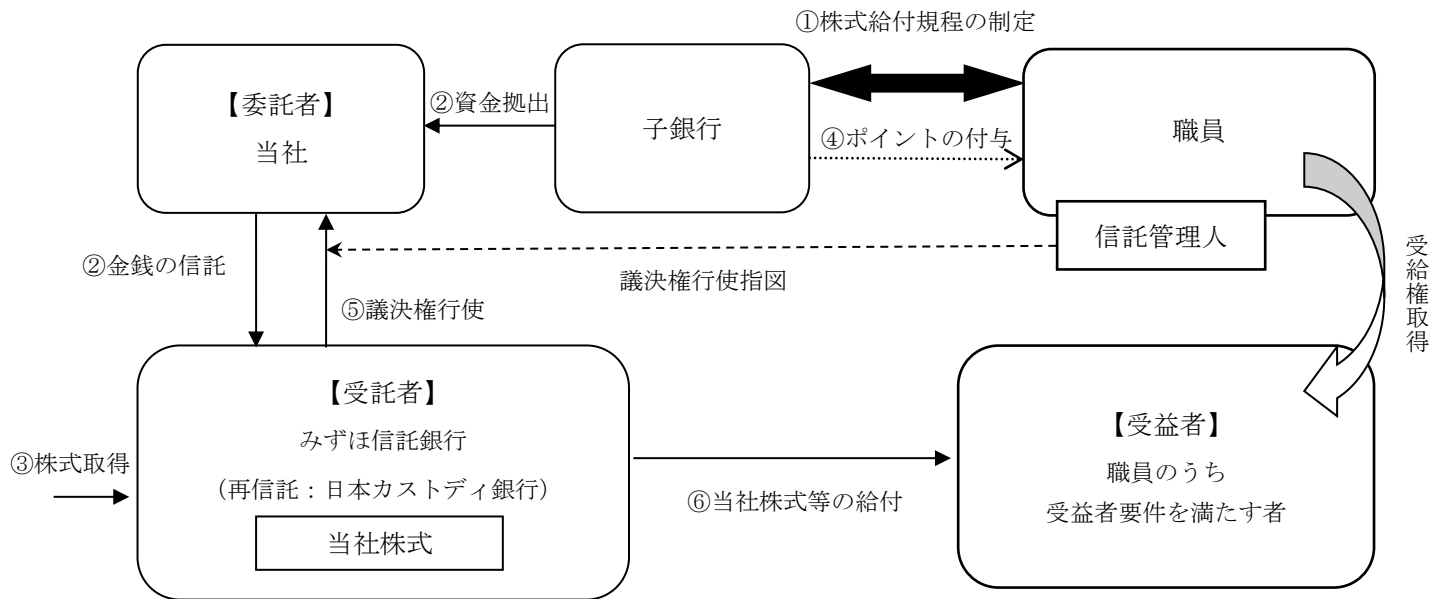 ①株式給付規程の制定
【委託者】
当社
②資金拠出
子銀行
④ポイントの付与
職員
信託管理人
②金銭の信託
議決権行使指図
⑤議決権行使
受給権取得
【受託者】
みずほ信託銀行
(再信託:日本カストディ銀行)
当社株式
③株式取得
⑥当社株式等の給付
【受益者】
職員のうち
受益者要件を満たす者